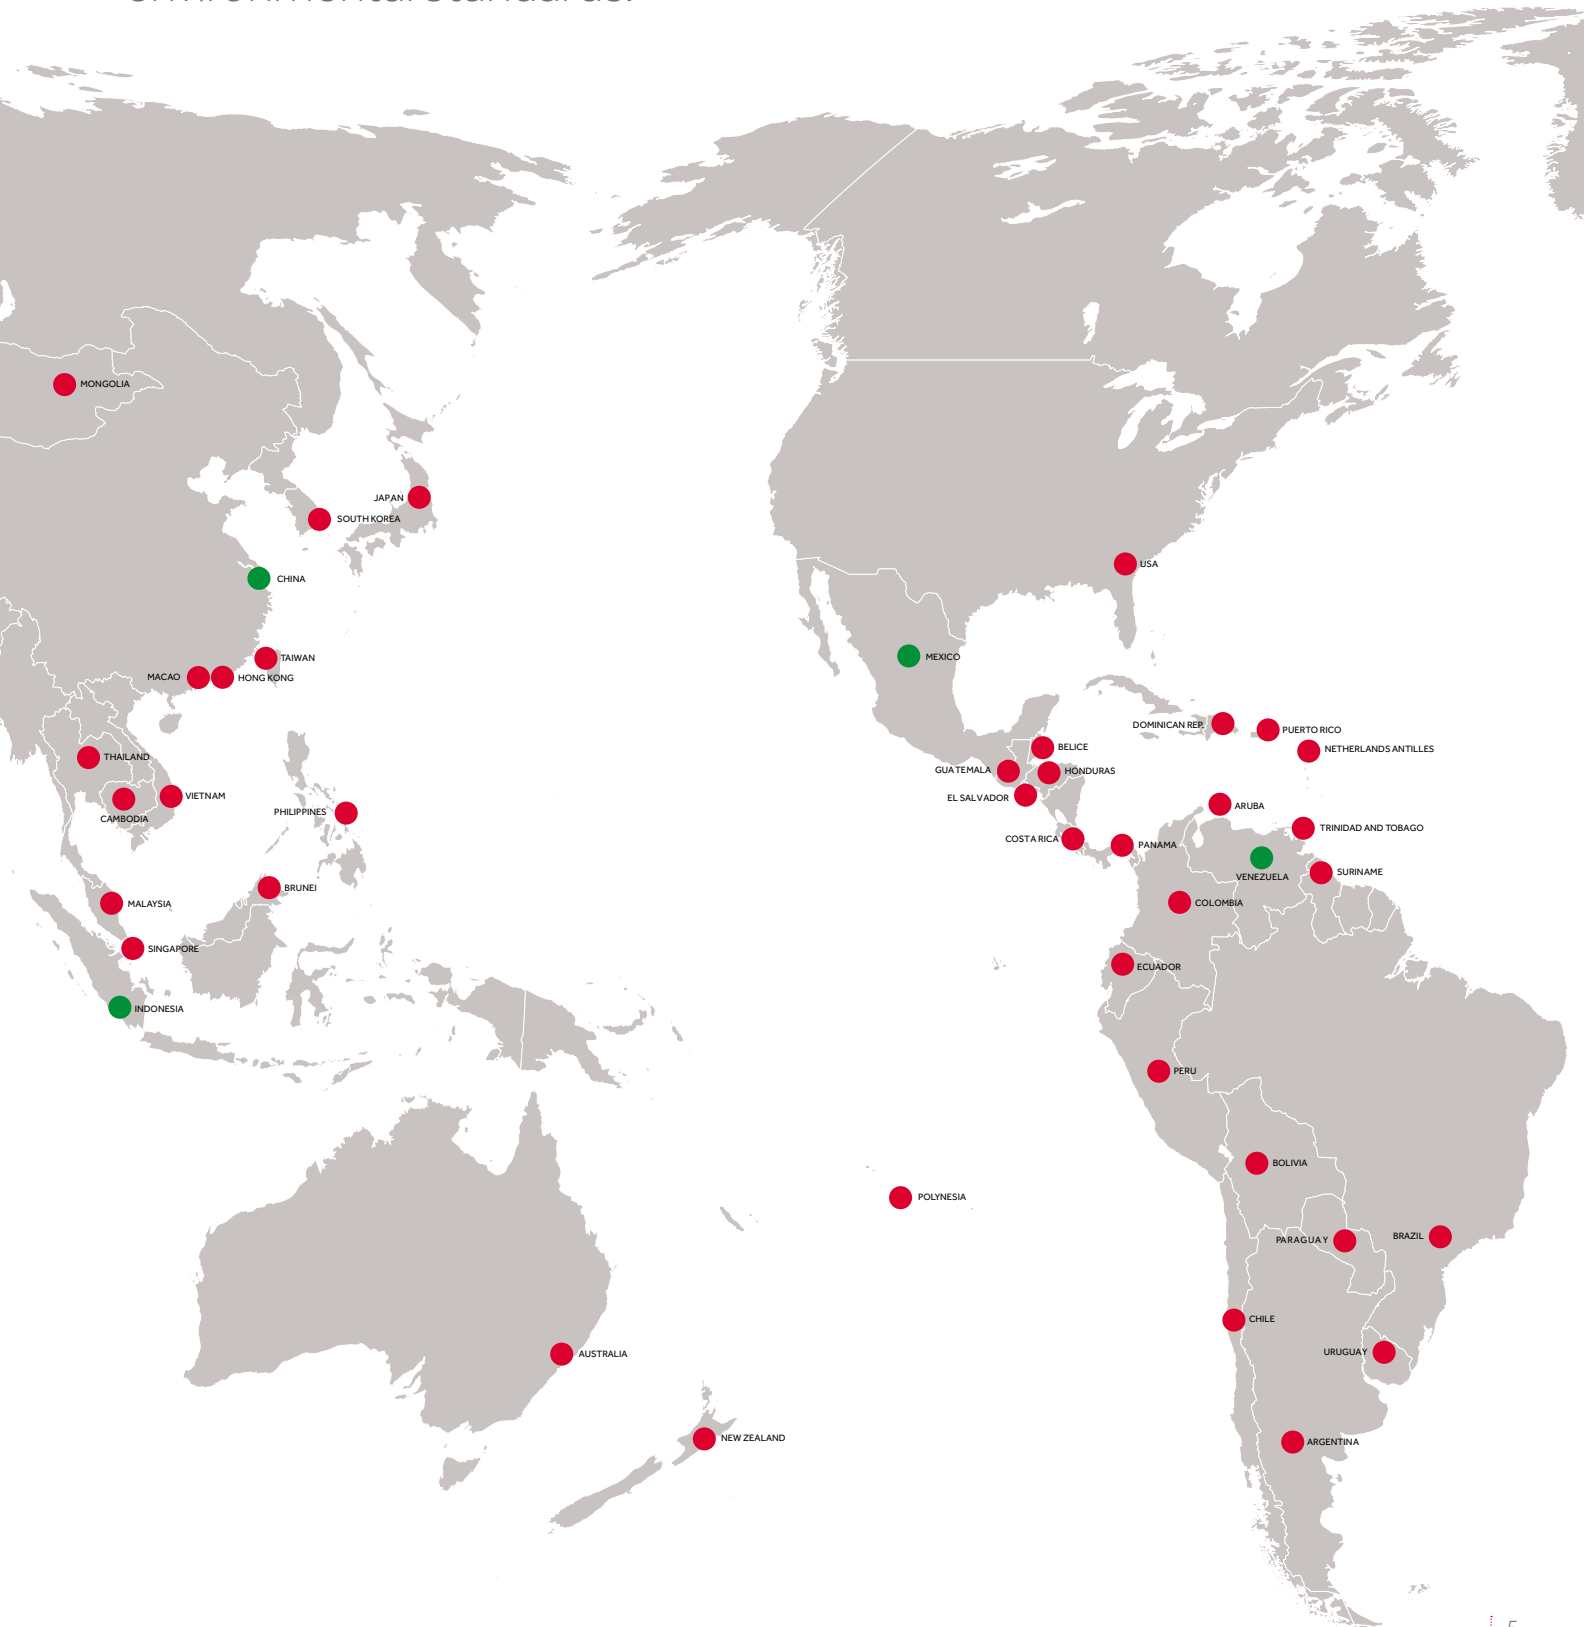 environmental standards.
MONGOLIA
JAPAN
SOUTH KOREA
CHINA
TAIWAN
MACAO
HONG KONG
THAILAND
VIETNAM
CAMBODIA
PHILIPPINES
BRUNEI
MALAYSIA
SINGAPORE
INDONESIA
AUSTRALIA
NEW ZEALAND
POLYNESIA
USA
MEXICO
DOMINICAN REP.
PUERTO RICO
NETHERLANDS ANTILLES
BELICE
GUATEMALA
HONDURAS
EL SALVADOR
ARUBA
COSTA RICA
PANAMA
TRINIDAD AND TOBAGO
VENEZUELA
SURINAME
COLOMBIA
ECUADOR
PERU
BOLIVIA
PARAGUAY
BRAZIL
CHILE
URUGUAY
ARGENTINA